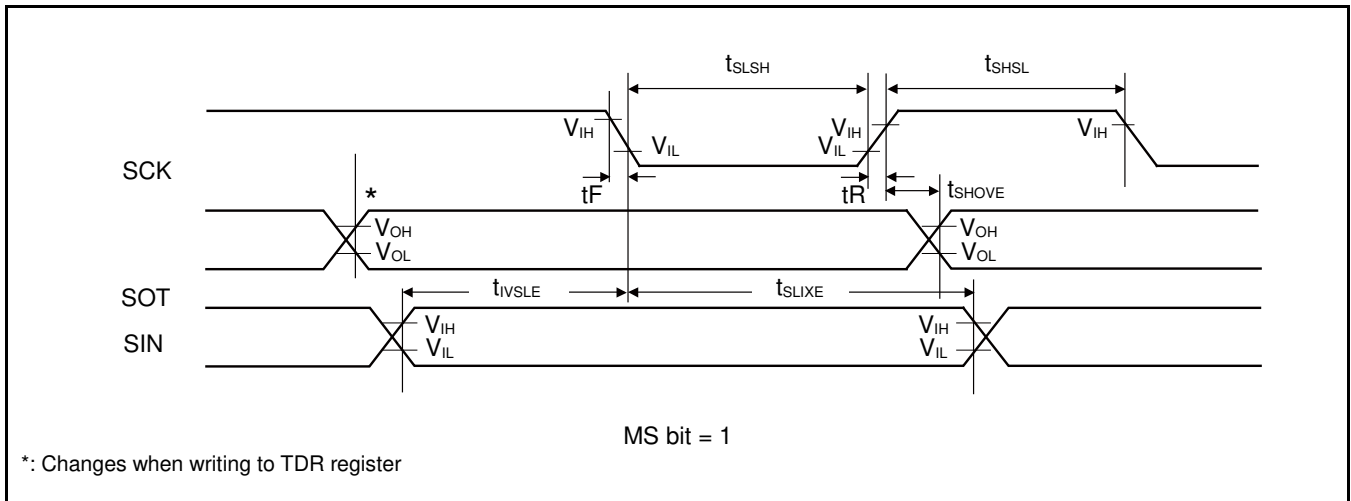 tSLSH
tSHSL
VIH
VIL
VIH
VIL
VIH
SCK
tF
tR
tSHOVE
*
VOH
VOL
VOH
VOL
tIVSLE
tSLIXE
SOT
SIN
VIH
VIL
VIH
VIL
MS bit = 1
*: Changes when writing to TDR register